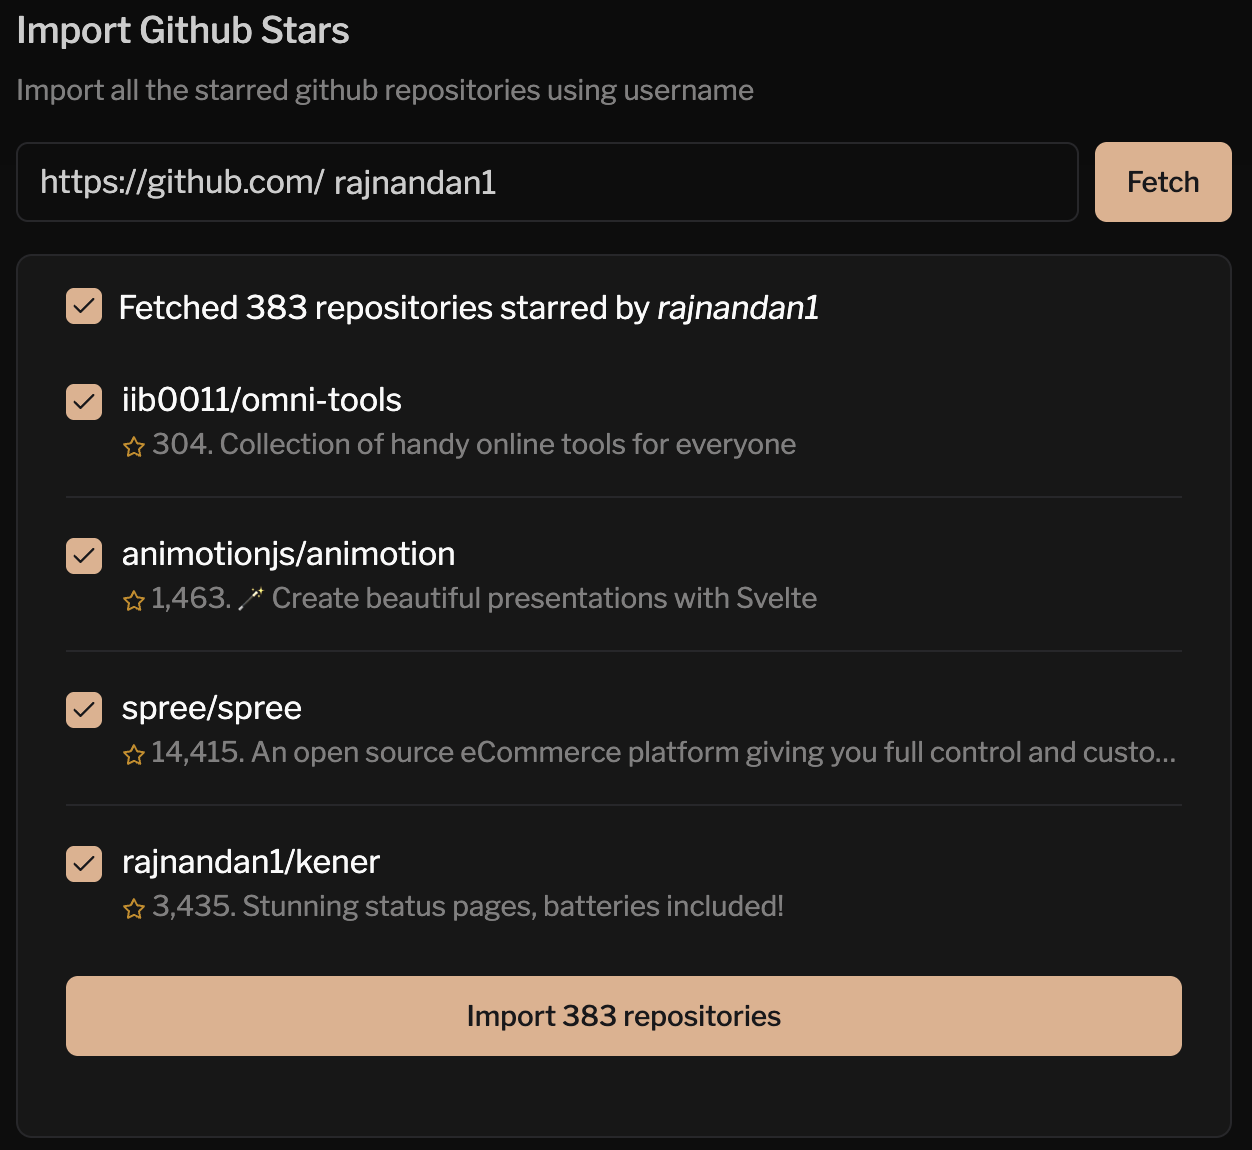 Import Github Stars
Import all the starred github repositories using username
https://github.com/ rajnandan1
Fetch
Fetched 383 repositories starred by rajnandan1
iib0011/omni-tools
304. Collection of handy online tools for everyone
animotionjs/animotion
1,463. 🪄 Create beautiful presentations with Svelte
spree/spree
14,415. An open source eCommerce platform giving you full control and custo...
rajnandan1/kener
3,435. Stunning status pages, batteries included!
Import 383 repositories